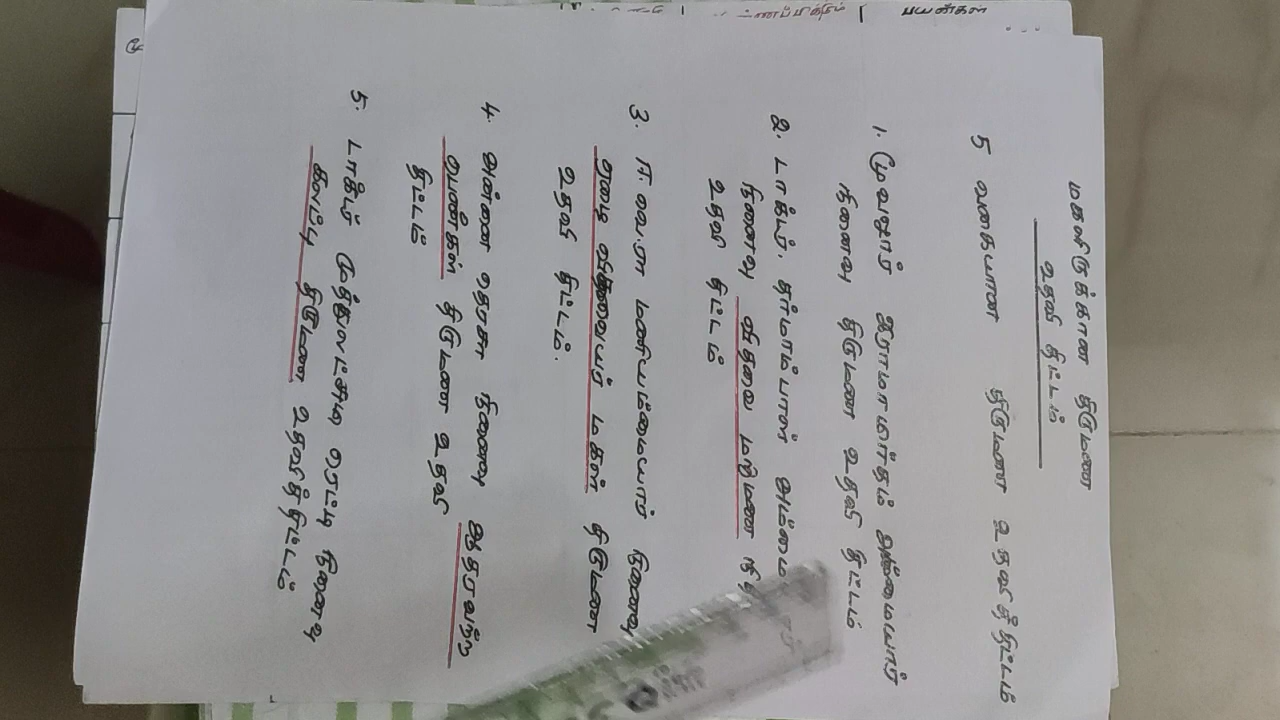 பயன்கள்
மகளிருக்கான திருமண
உதவி திட்டம்
5 வகையான திருமண உதவித் திட்டம்
1. மூவலூர் இராமாமிர்தம் அம்மையார்
நினைவு திருமண உதவி திட்டம்
2. டாக்டர். தர்மாம்பாள்
நினைவு விதவை மறுமண
உதவி திட்டம்
3. ஈ.வெ.ரா மணியம்மையார் நினைவு
ஏழை விதவையர் மகள் திருமண
உதவி திட்டம்.
4. அன்னை தெரசா நினைவு ஆதரவற்ற
பெண்கள் திருமண உதவி
திட்டம்
5. டாக்டர் முத்துலட்சுமி ரெட்டி நினைவு
கலப்பு திருமண உதவித்திட்டம்